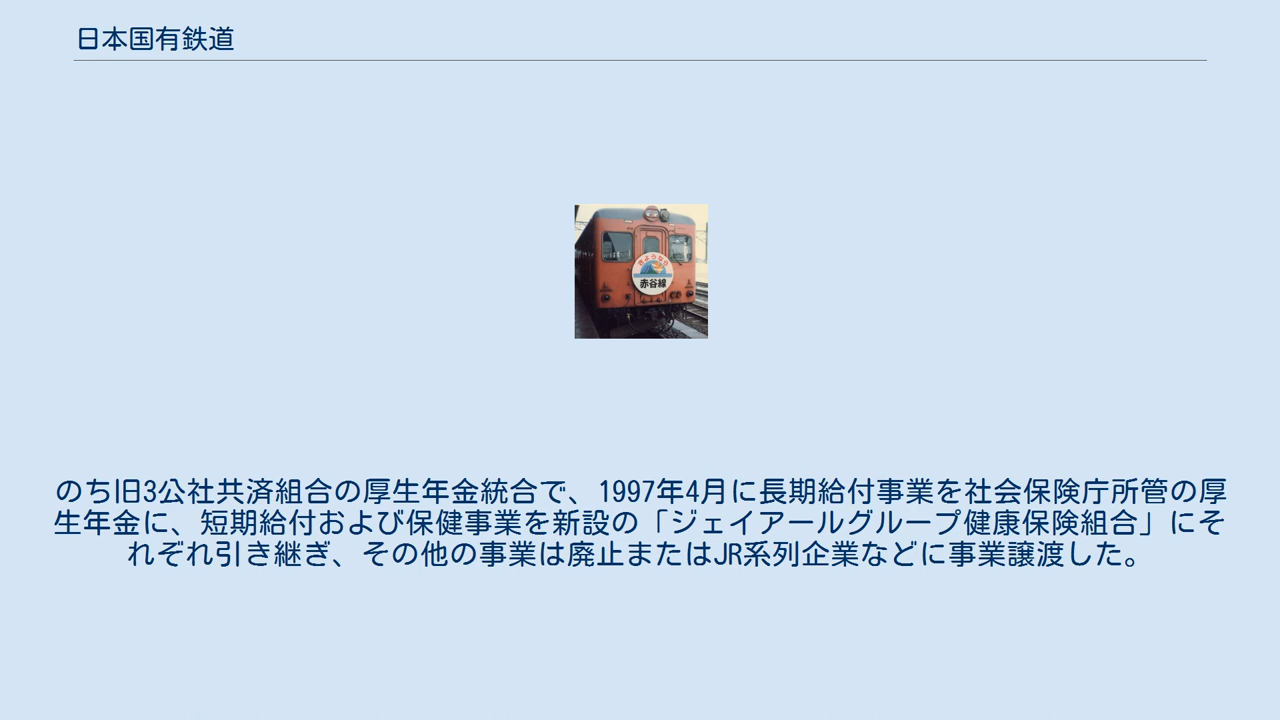 日本国有鉄道
さようなら
赤谷線
のち旧3公社共済組合の厚生年金統合で、1997年4月に長期給付事業を社会保険庁所管の厚
生年金に、短期給付および保健事業を新設の「ジェイアールグループ健康保険組合」にそ
れぞれ引き継ぎ、その他の事業は廃止またはJR系列企業などに事業譲渡した。